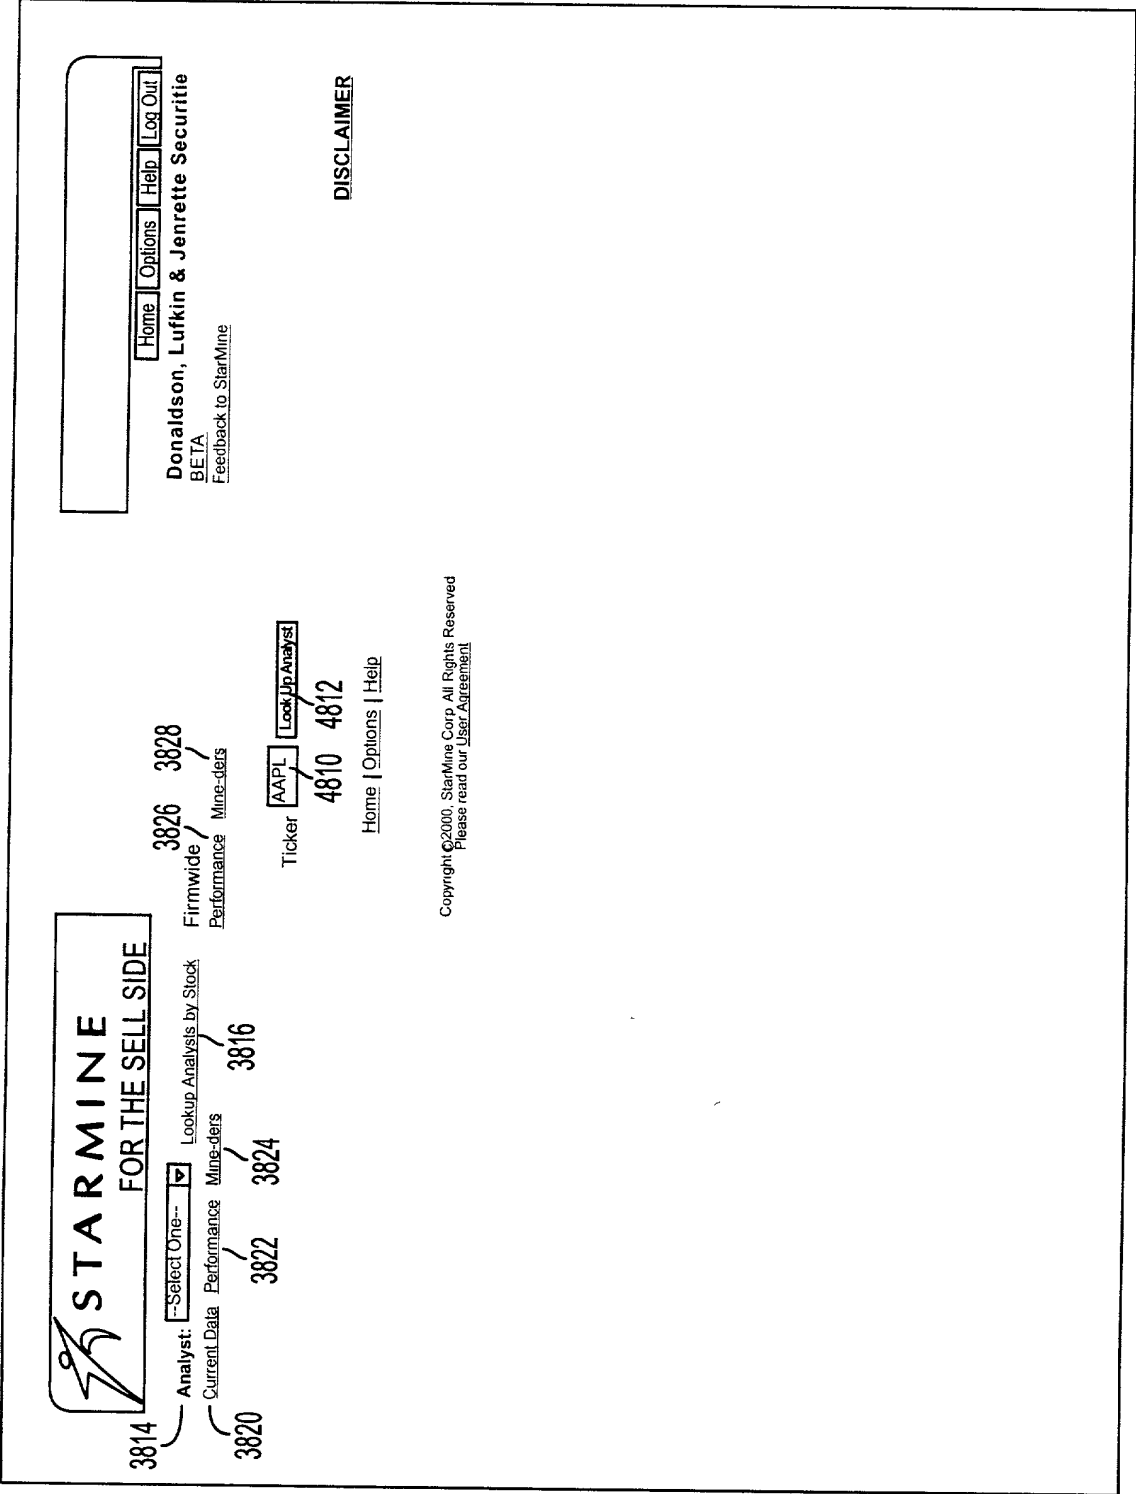 STARMINE
FOR THE SELL SIDE
Home Options Help Log Out
Donaldson, Lufkin & Jenrette Securitie
BETA
Feedback to StarMine
3814
Analyst: --Select One-- Lookup Analysts by Stock
3816
Firmwide
3826
3828
Current Data Performance Mine-ders
Performance Mine-ders
3820
3822
3824
Ticker AAPL Look Up Analyst
4810 4812
DISCLAIMER
Home | Options | Help
Copyright ©2000, StarMine Corp All Rights Reserved
Please read our User Agreement